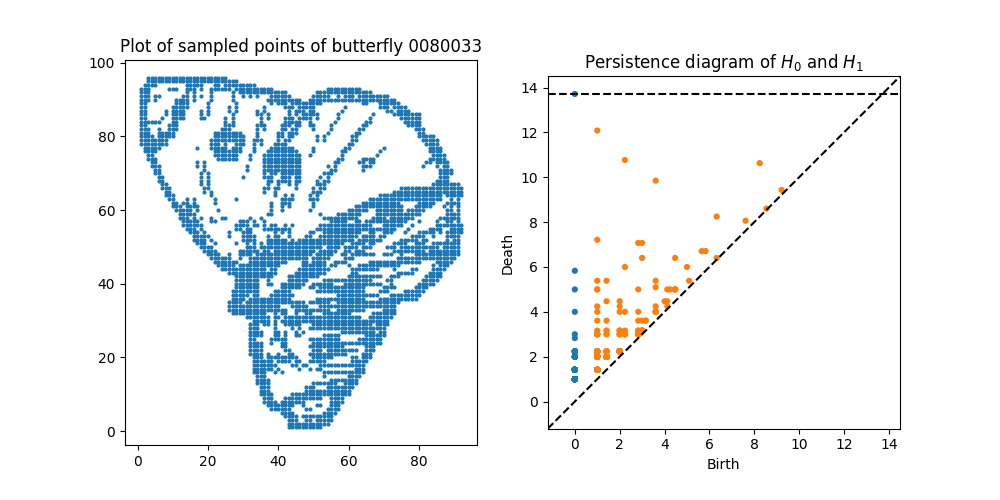 Plot of sampled points of butterfly 0080033
100
80
60
40
20
0
0 20 40 60 80
Persistence diagram of $H_0$ and $H_1$
14
12
10
8
6
4
2
0
Death
0 2 4 6 8 10 12 14
Birth